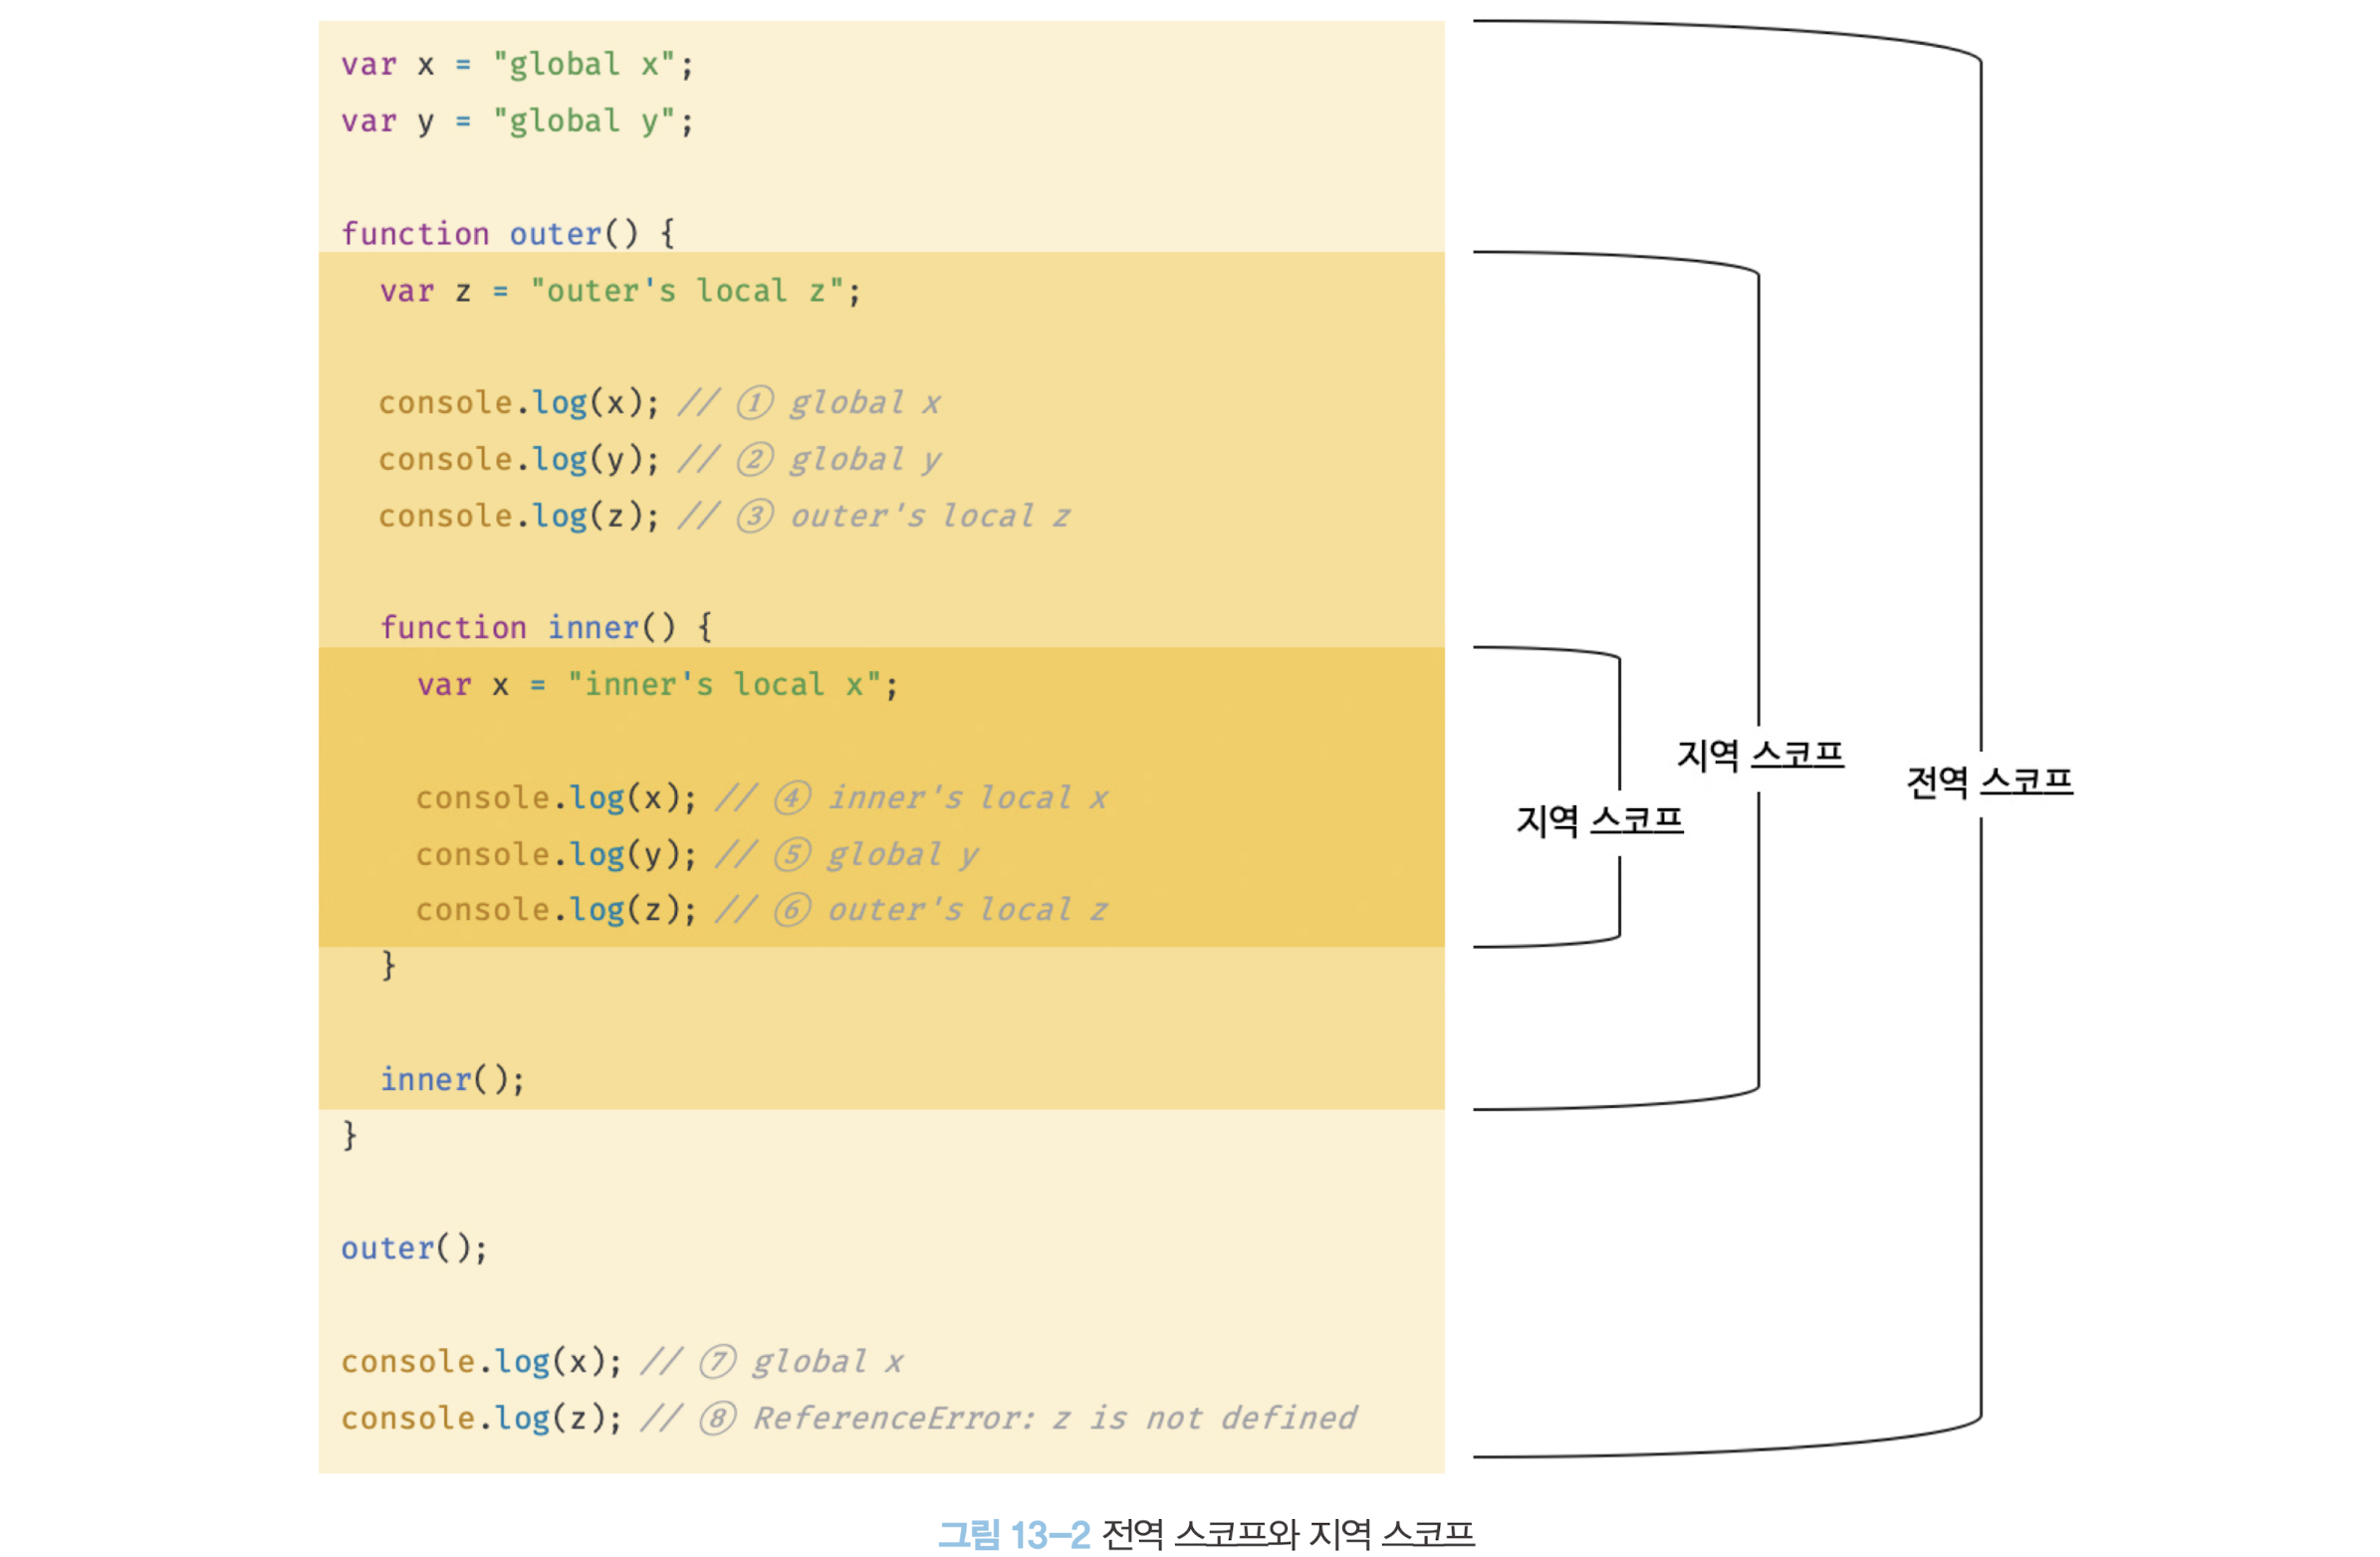 var x = "global x";
var y = "global y";
function outer() {
var z = "outer's local z";
console.log(x); // ① global x
console.log(y); // ② global y
console.log(z); // ③ outer's local z
function inner() {
var x = "inner's local x";
console.log(x); // ④ inner's local x
console.log(y); // ⑤ global y
console.log(z); // ⑥ outer's local z
}
inner();
}
outer();
console.log(x); // ⑦ global x
console.log(z); // ⑧ ReferenceError: z is not defined
지역 스코프
지역 스코프
전역 스코프
그림 13-2 전역 스코프와 지역 스코프